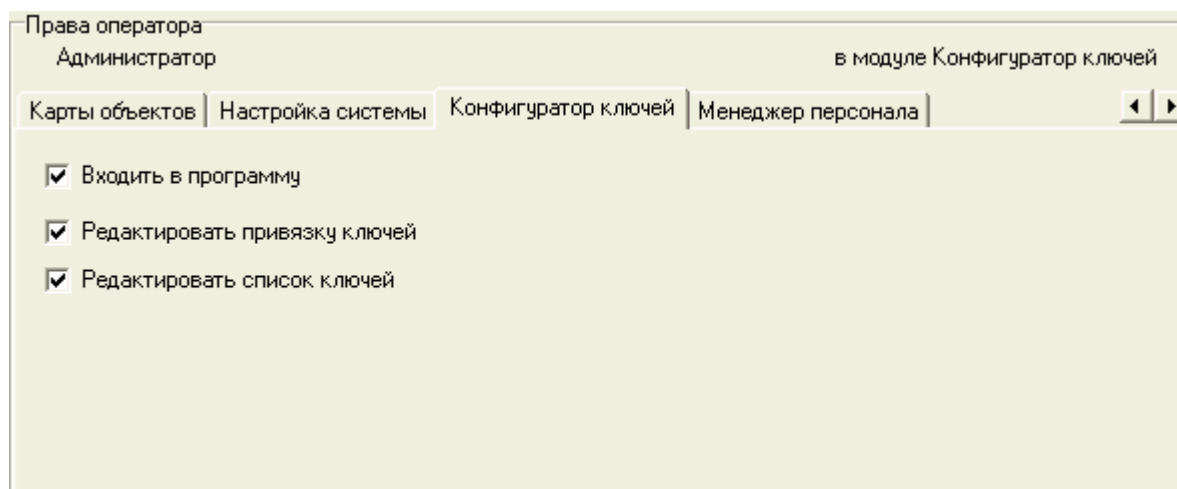 Права оператора
Администратор в модуле Конфигуратор ключей
Карты объектов Настройка системы Конфигуратор ключей Менеджер персонала
Входить в программу
Редактировать привязку ключей
Редактировать список ключей